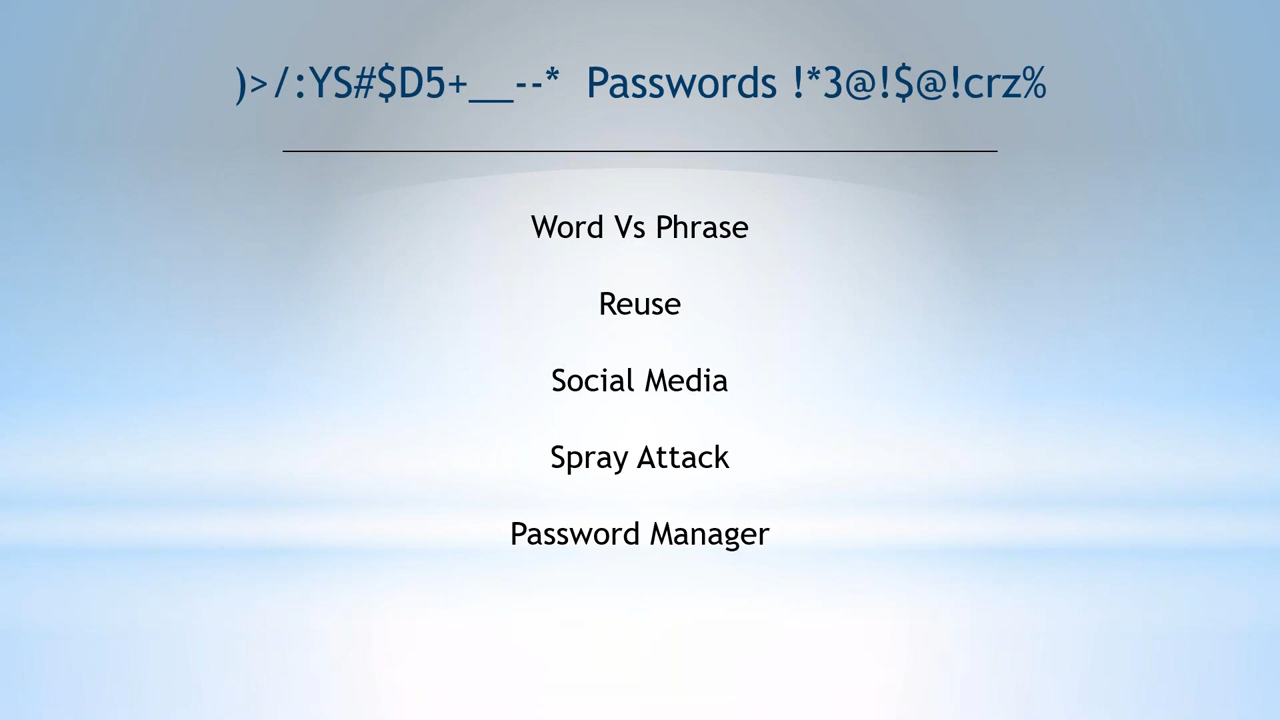 )>/:YS#$D5+__--*  Passwords !*3@!$@!crz%
Word Vs Phrase
Reuse
Social Media
Spray Attack
Password Manager